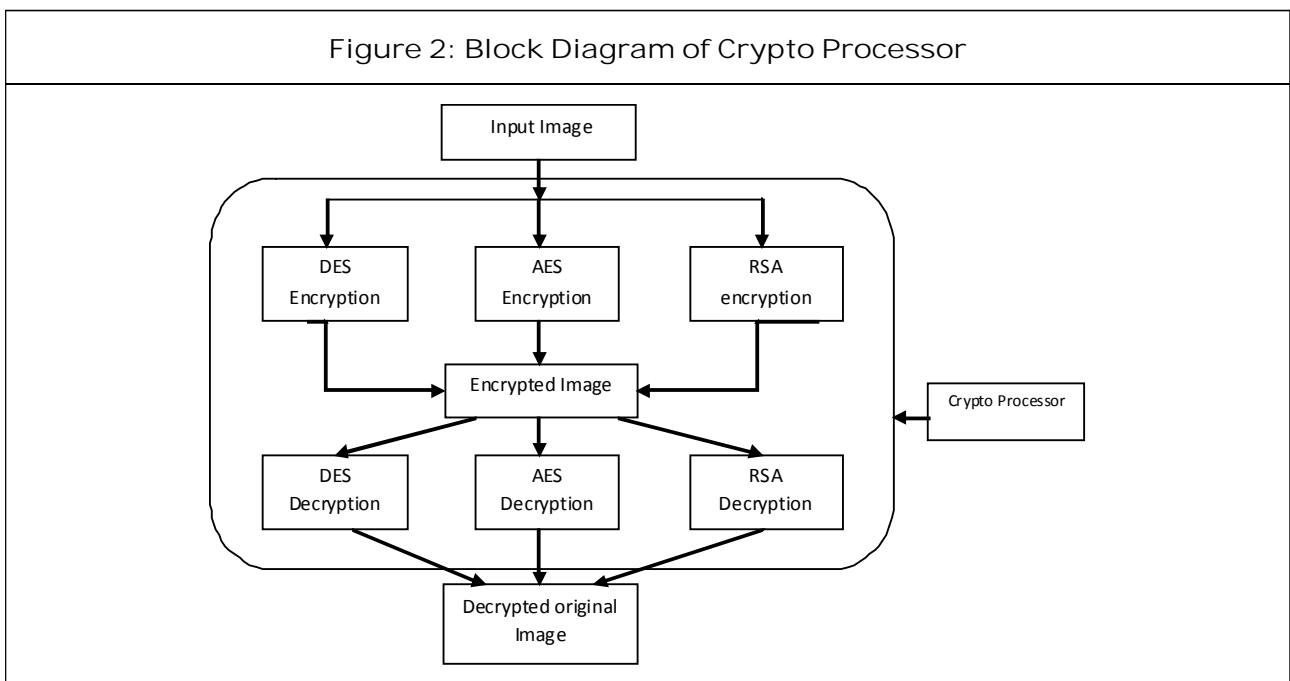 Figure 2: Block Diagram of Crypto Processor
Input Image
DES
Encryption
AES
Encryption
RSA
encryption
Encrypted Image
Crypto Processor
DES
Decryption
AES
Decryption
RSA
Decryption
Decrypted original
Image